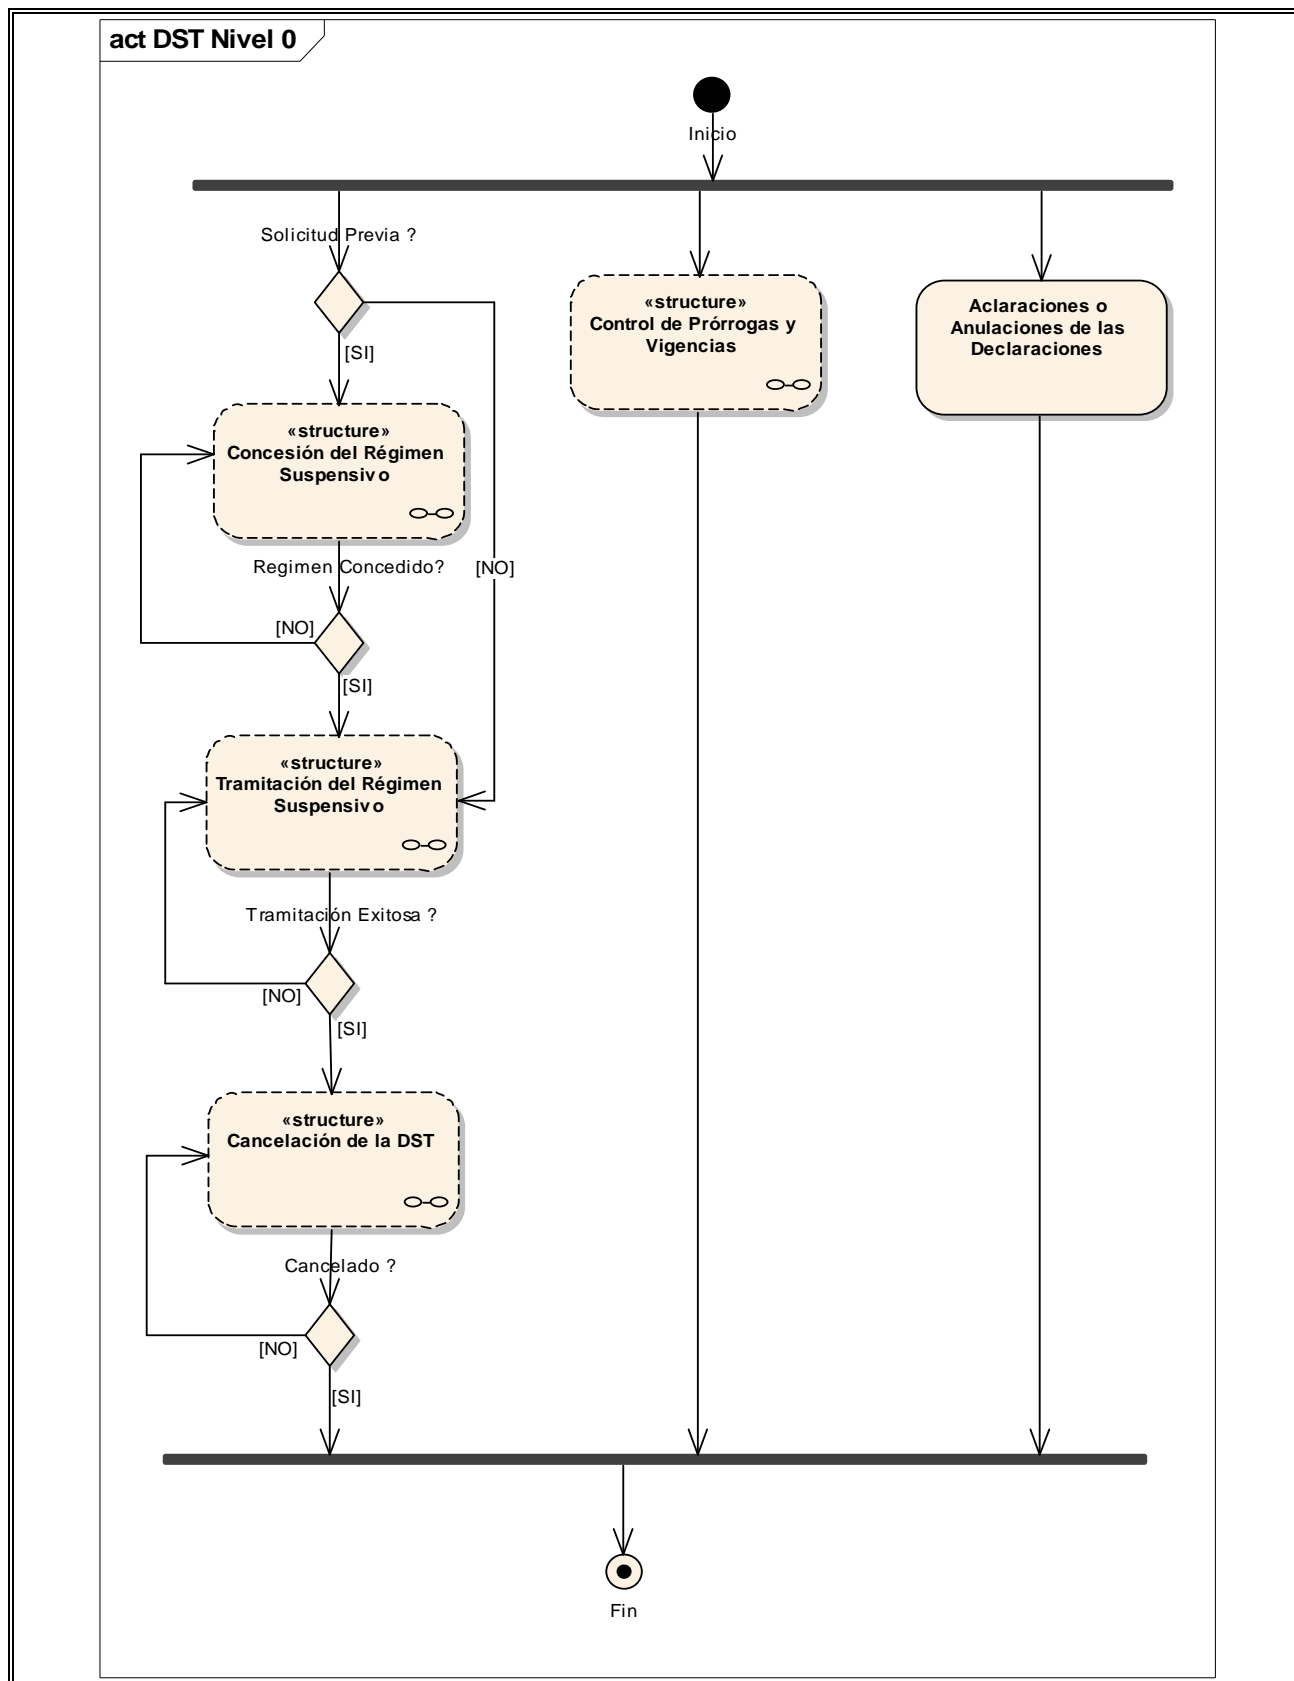 act DST Nivel 0
Inicio
Solicitud Previa ?
«structure»
Control de Prórrogas y
Vigencias
Aclaraciones o
Anulaciones de las
Declaraciones
[SI]
«structure»
Concesión del Régimen
Suspensivo
Regimen Concedido?
[NO]
[NO]
[SI]
«structure»
Tramitación del Régimen
Suspensivo
Tramitación Exitosa ?
[NO]
[SI]
«structure»
Cancelación de la DST
Cancelado ?
[NO]
[SI]
Fin